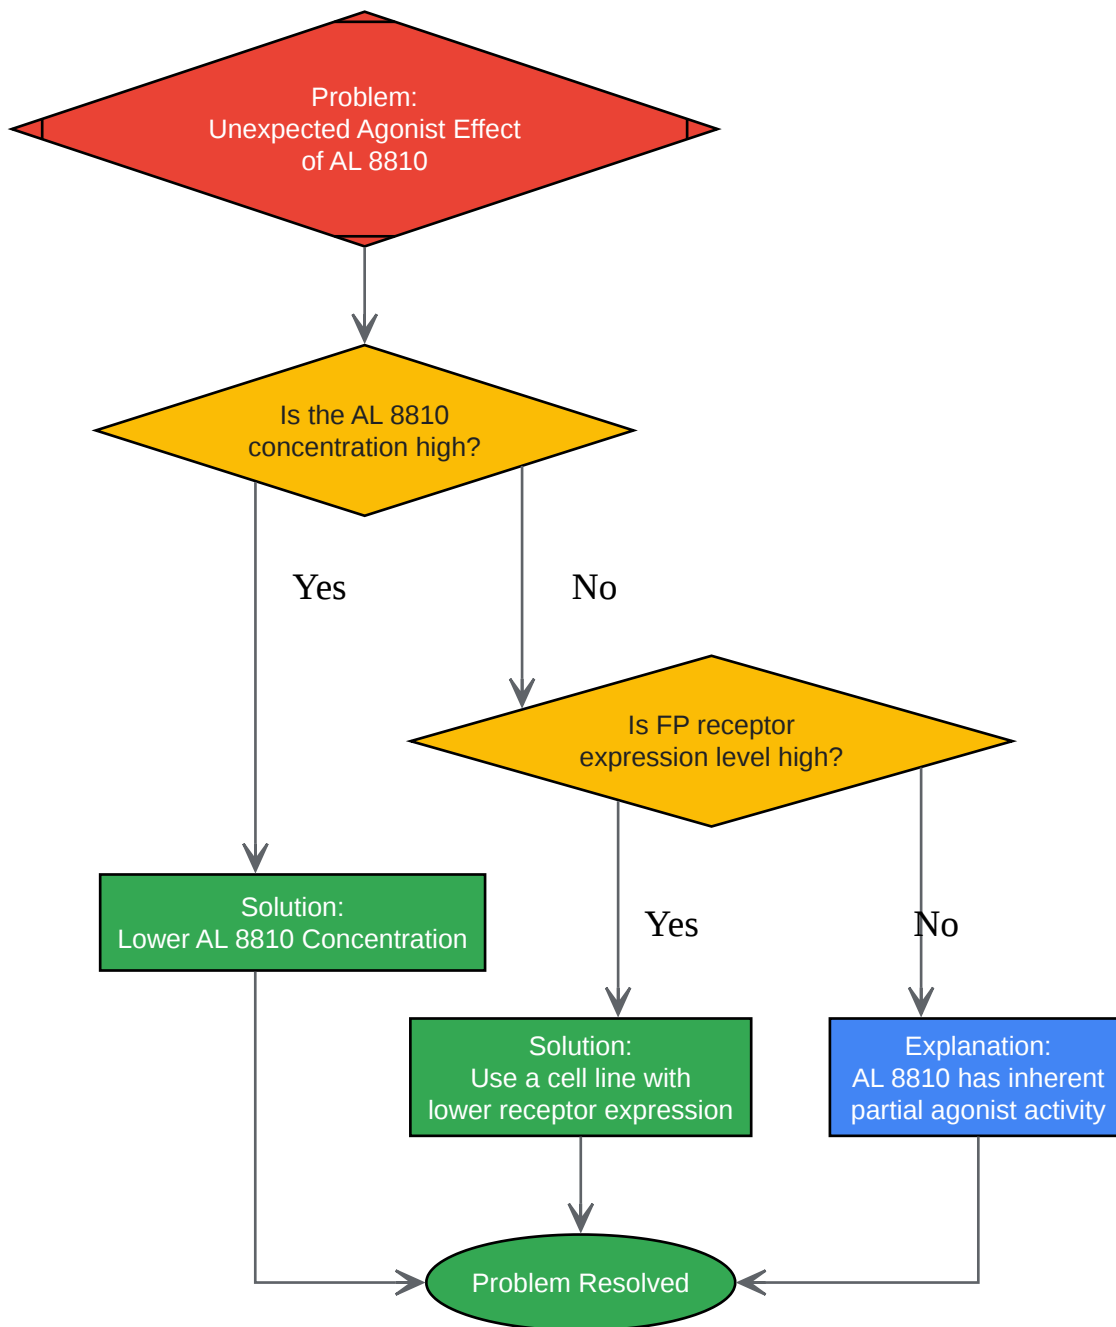 Problem:
Unexpected Agonist Effect
of AL 8810
Is the AL 8810
concentration high?
Yes
No
Is FP receptor
expression level high?
Solution:
Lower AL 8810 Concentration
Yes
No
Solution:
Use a cell line with
lower receptor expression
Explanation:
AL 8810 has inherent
partial agonist activity
Problem Resolved